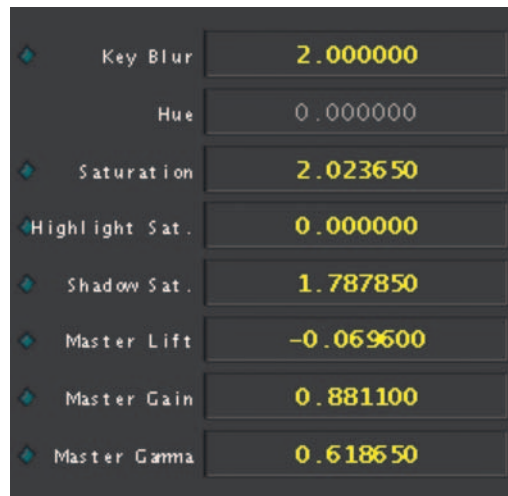 Key Blur 2.000000
Hue 0.000000
Saturation 2.023650
Highlight Sat. 0.000000
Shadow Sat. 1.787850
Master Lift -0.069600
Master Gain 0.881100
Master Gamma 0.618650